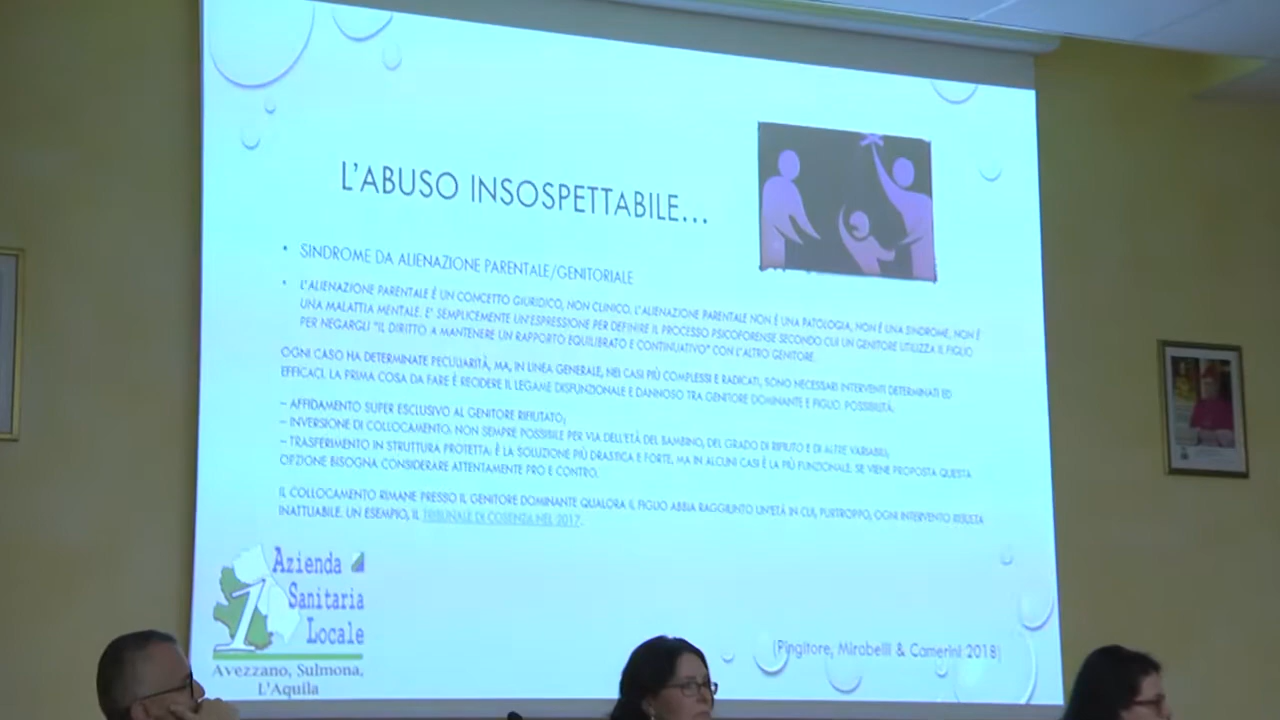 L'ABUSO INSOSPETTABILE...
• SINDROME DA ALIENAZIONE PARENTALE/GENITORIALE
• L'ALIENAZIONE PARENTALE È UN CONCETTO GIURIDICO, NON CLINICO. L'ALIENAZIONE PARENTALE NON È UNA PATOLOGIA, NON È UNA SINDROME, NON È
UNA MALATTIA MENTALE. E' SEMPLICEMENTE UN'ESPRESSIONE PER DEFINIRE IL PROCESSO PSICOFORENSE SECONDO CUI UN GENITORE UTILIZZA IL FIGLIO
PER NEGARGLI "IL DIRITTO A MANTENERE UN RAPPORTO EQUILIBRATO E CONTINUATIVO" CON L'ALTRO GENITORE.
OGNI CASO HA DETERMINATE PECULIARITÀ, MA, IN LINEA GENERALE, NEI CASI PIÙ COMPLESSI E RADICATI, SONO NECESSARI INTERVENTI DETERMINATI ED
EFFICACI. LA PRIMA COSA DA FARE È RECIDERE IL LEGAME DISFUNZIONALE E DANNOSO TRA GENITORE DOMINANTE E FIGLIO. POSSIBILITÀ:
– AFFIDAMENTO SUPER ESCLUSIVO AL GENITORE RIFIUTATO;
– INVERSIONE DI COLLOCAMENTO. NON SEMPRE POSSIBILE PER VIA DELL'ETÀ DEL BAMBINO, DEL GRADO DI RIFIUTO E DI ALTRE VARIABILI;
– TRASFERIMENTO IN STRUTTURA PROTETTA: È LA SOLUZIONE PIÙ DRASTICA E FORTE, MA IN ALCUNI CASI È LA PIÙ FUNZIONALE. SE VIENE PROPOSTA QUESTA
OPZIONE BISOGNA CONSIDERARE ATTENTAMENTE PRO E CONTRO.
IL COLLOCAMENTO RIMANE PRESSO IL GENITORE DOMINANTE QUALORA IL FIGLIO ABBIA RAGGIUNTO UN'ETÀ IN CUI, PURTROPPO, OGNI INTERVENTO RISULTA
INATTUABILE. UN ESEMPIO, IL TRIBUNALE DI COSENZA NEL 2017.
Azienda
1 Sanitaria
Locale
Avezzano, Sulmona,
L'Aquila
(Pingitore, Mirabelli & Camerini 2018)